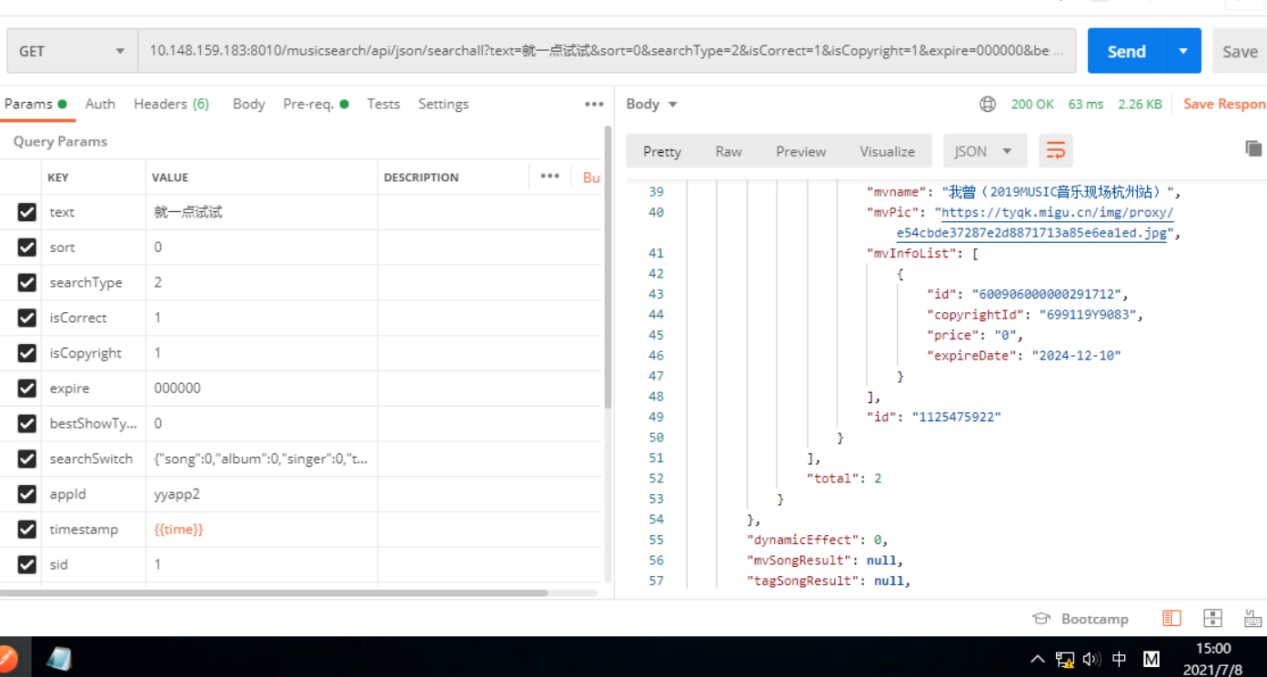 GET 10.148.159.183:8010/musicsearch/api/json/searchall?text=就一点试试&sort=0&searchType=2&isCorrect=1&isCopyright=1&expire=000000&be ... Send Save
Params Auth Headers (6) Body Pre-req. Tests Settings
Query Params
KEY VALUE DESCRIPTION Bu
text 就一点试试
sort 0
searchType 2
isCorrect 1
isCopyright 1
expire 000000
bestShowTy... 0
searchSwitch {"song":0,"album":0,"singer":0,"t...
appId yyapp2
timestamp {{time}}
sid 1
Body 200 OK 63 ms 2.26 KB Save Respon
Pretty Raw Preview Visualize JSON
39 "mvname": "我曾（2019MUSIC音乐现场杭州站）",
40 "mvPic": "https://tyqk.migu.cn/img/proxy/
e54cbde37287e2d8871713a85e6ea1ed.jpg",
41 "mvInfoList": [
42 {
43 "id": "600906000000291712",
44 "copyrightId": "699119Y9083",
45 "price": "0",
46 "expireDate": "2024-12-10"
47 }
48 ],
49 "id": "1125475922"
50 }
51 ],
52 "total": 2
53 }
54 },
55 "dynamicEffect": 0,
56 "mvSongResult": null,
57 "tagSongResult": null,
Bootcamp
中 M 15:00
2021/7/8